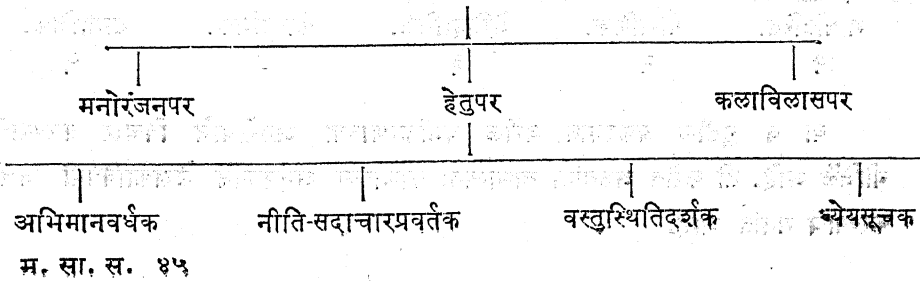 मनोरंजनपर हेतुपर कलाविलासपर
अभिमानवर्धक नीति-सदाचारप्रवर्तक वस्तुस्थितिदर्शक ध्येयसूचक
म. सा. स. ४५